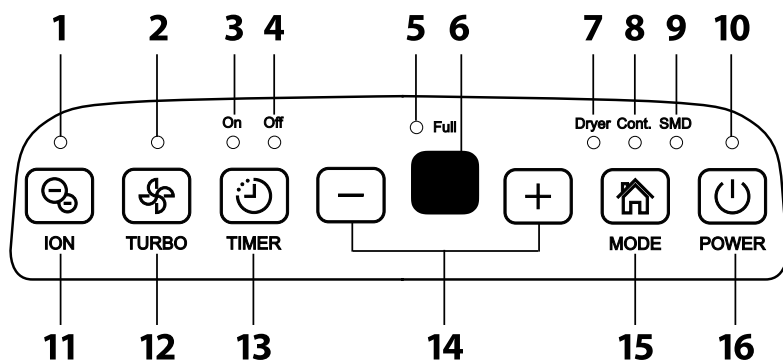 1 2 3 4 5 6 7 8 9 10
On Off Full Dryer Cont. SMD
ION TURBO TIMER MODE POWER
11 12 13 14 15 16